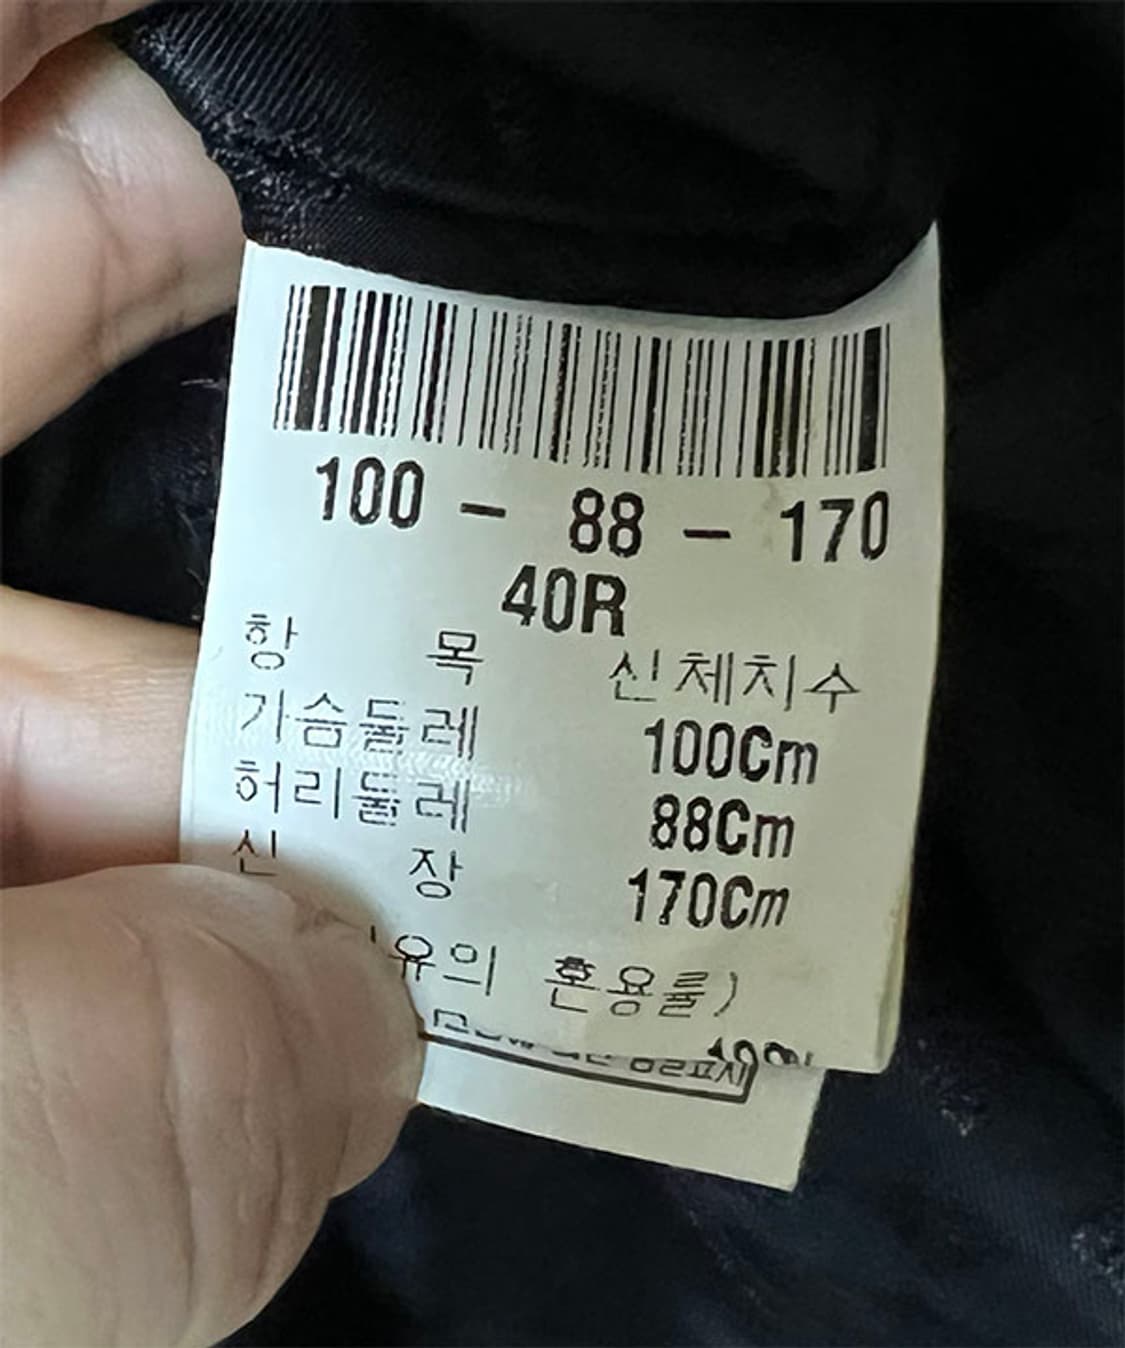 100 - 88 - 170
40R
항 목 신체치수
가슴둘레 100Cm
허리둘레 88Cm
신 장 170Cm
유의 혼용률)